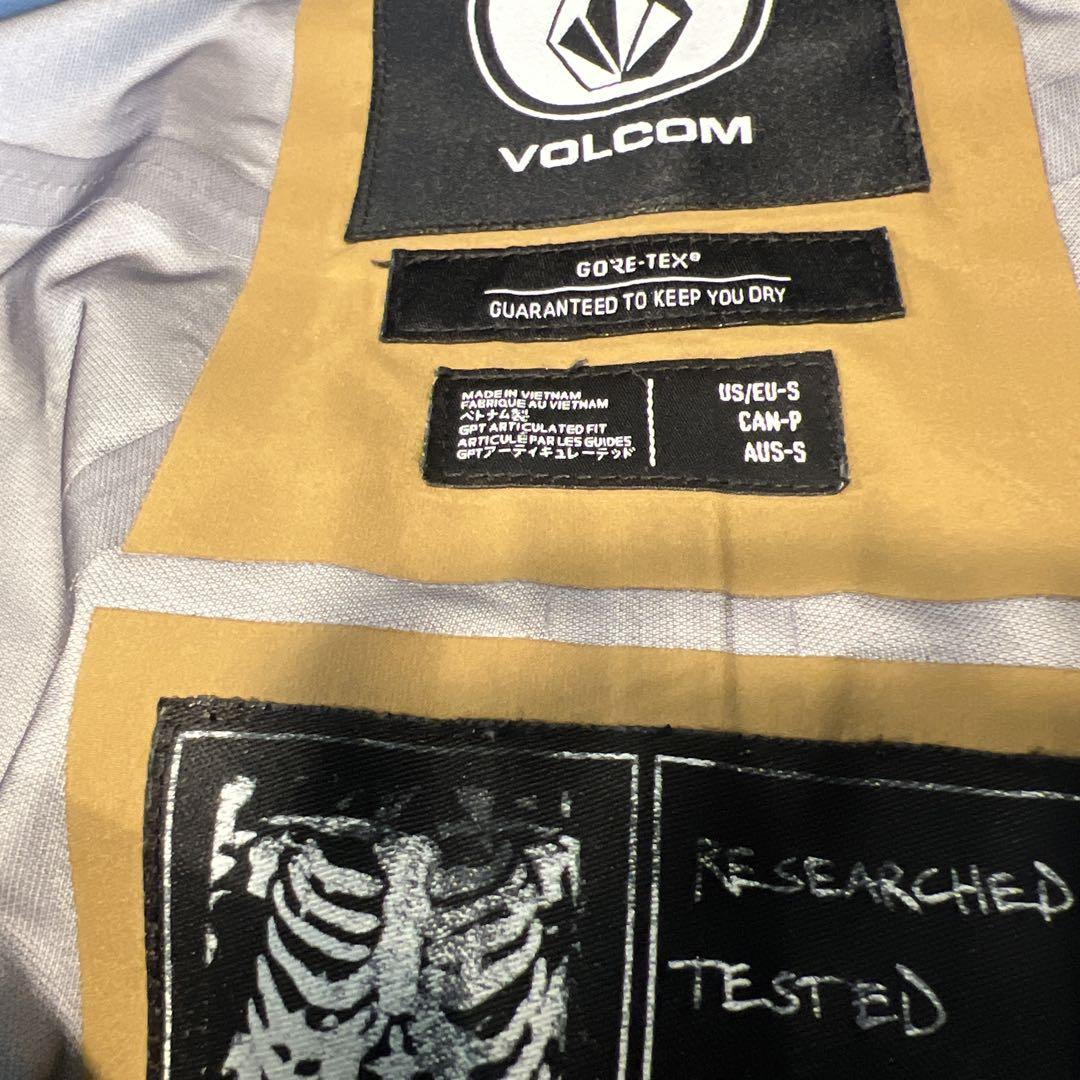 VOLCOM
GORE-TEX®
GUARANTEED TO KEEP YOU DRY
MADE IN VIETNAM
FABRIQUE AU VIETNAM
ベトナム製
GPT ARTICULATED FIT
ARTICULÉ PAR LES GUIDES
GPTアーティキュレーテッド
US/EU-S
CAN-P
AUS-S
RESEARCHED
TESTED